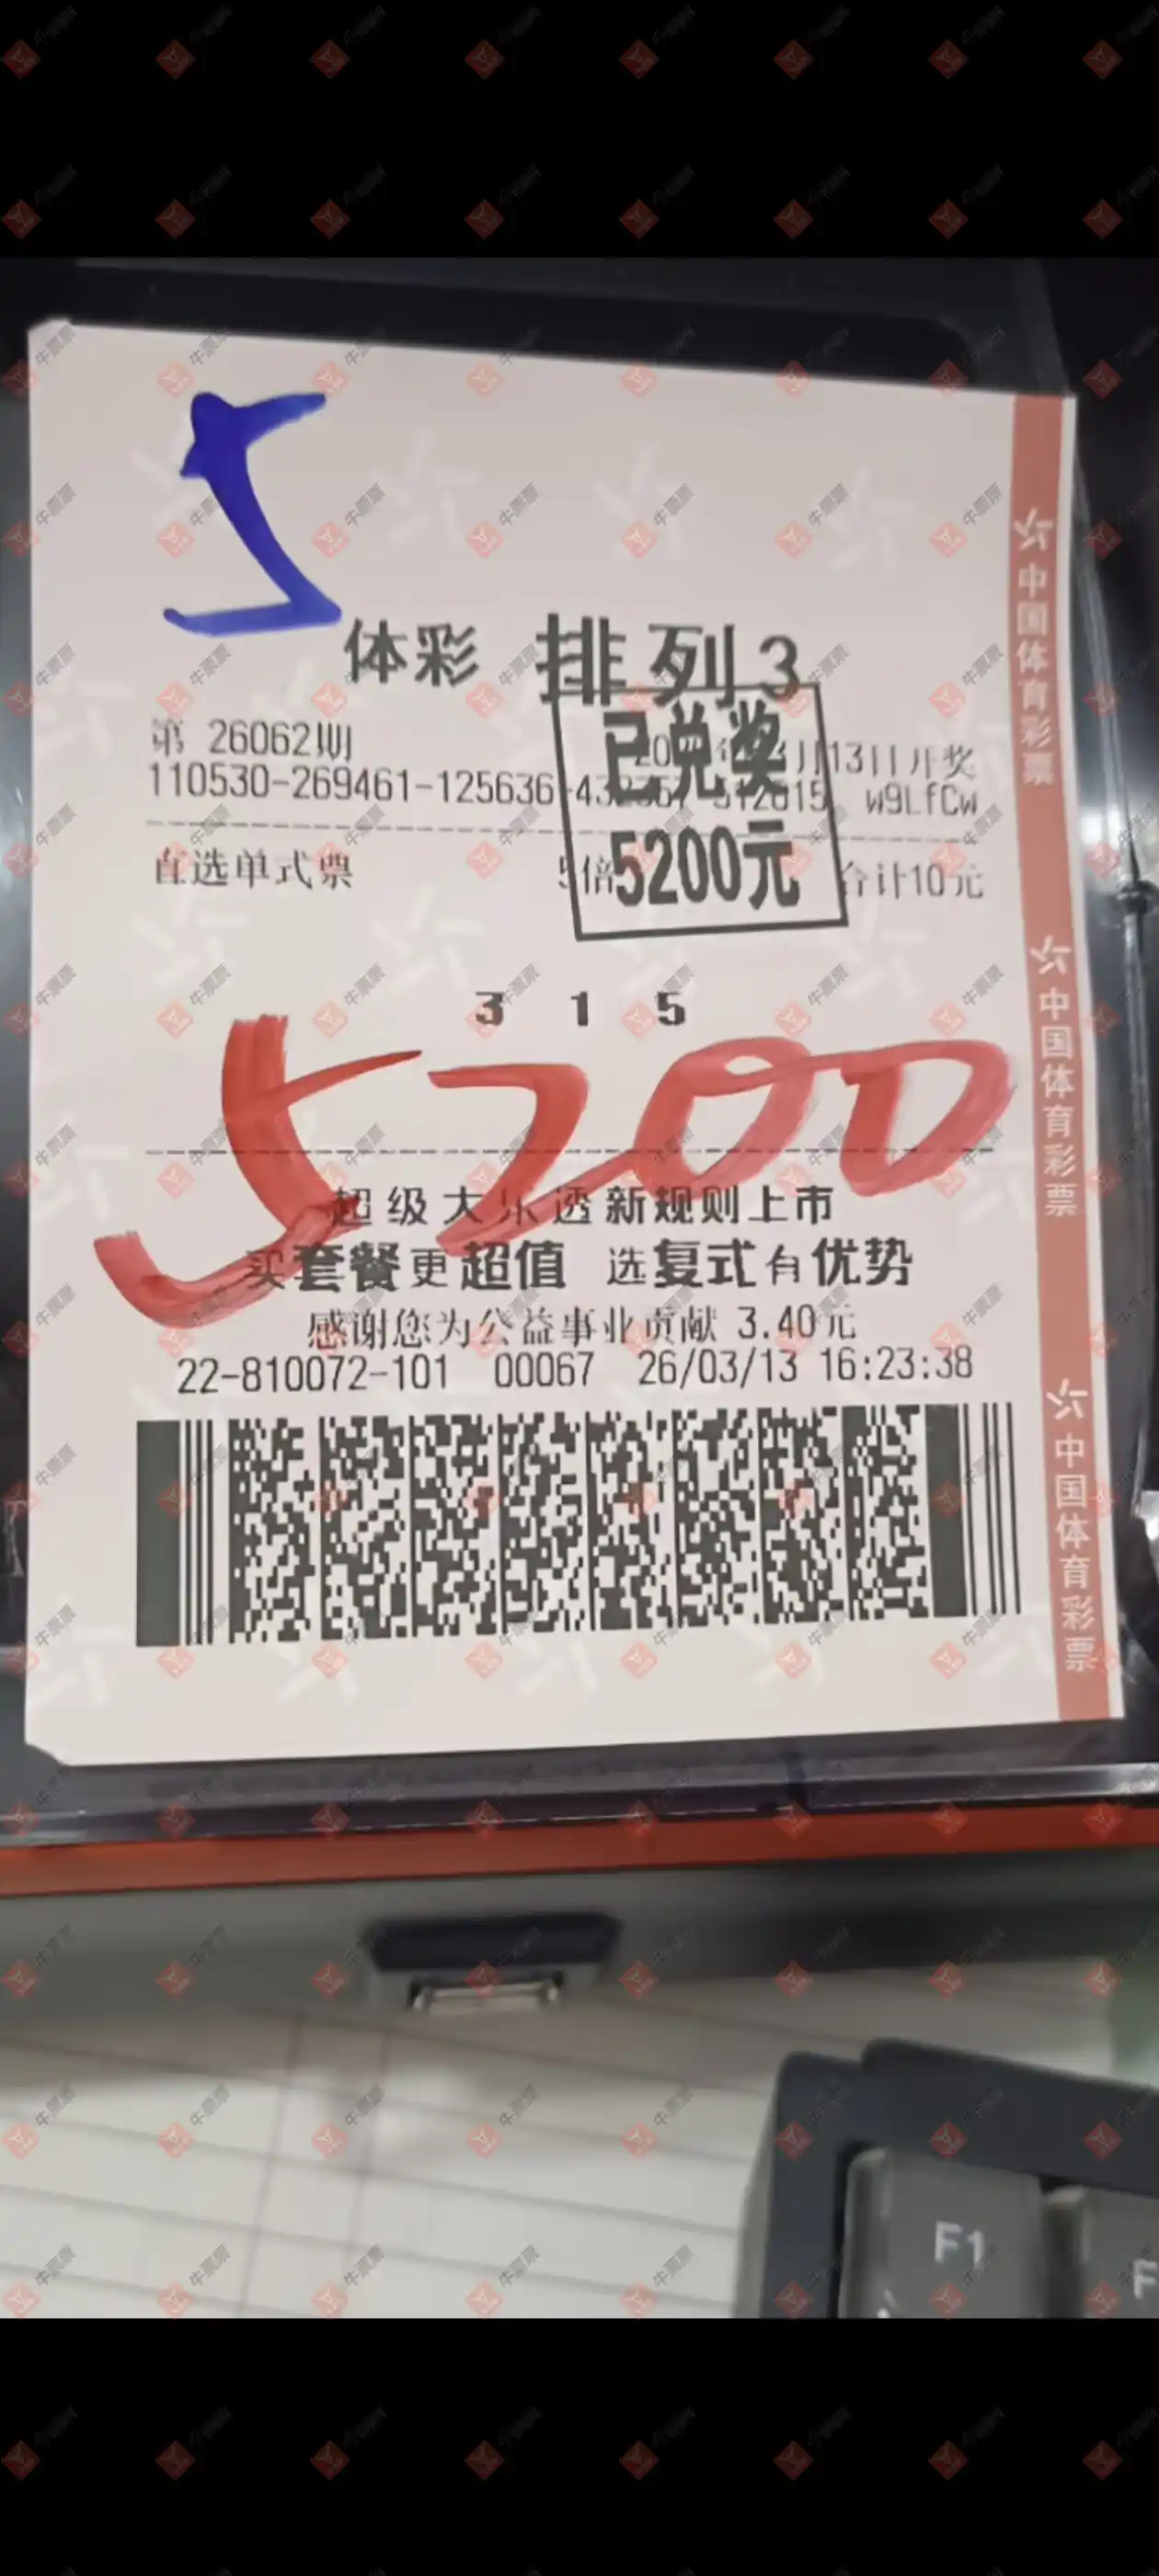 5
体彩 排列3
第 26062期 月13日开奖
110530-269461-125636 W9LfCw
已兑奖
5200元
直选单式票 5倍 合计10元
3 1 5
5200
超级大乐透新规则上市
买套餐更超值 选复式有优势
感谢您为公益事业贡献 3.40元
22-810072-101 00067 26/03/13 16:23:38
中国体育彩票
中国体育彩票
中国体育彩票
牛票票
F1
F